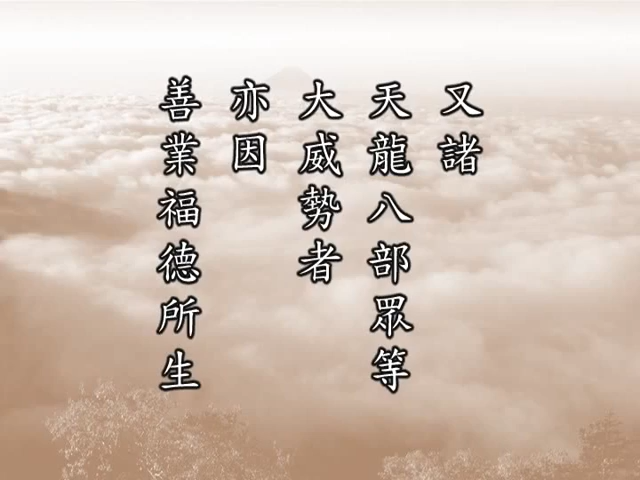 又諸
天龍八部眾等
大威勢者
亦因
善業福德所生